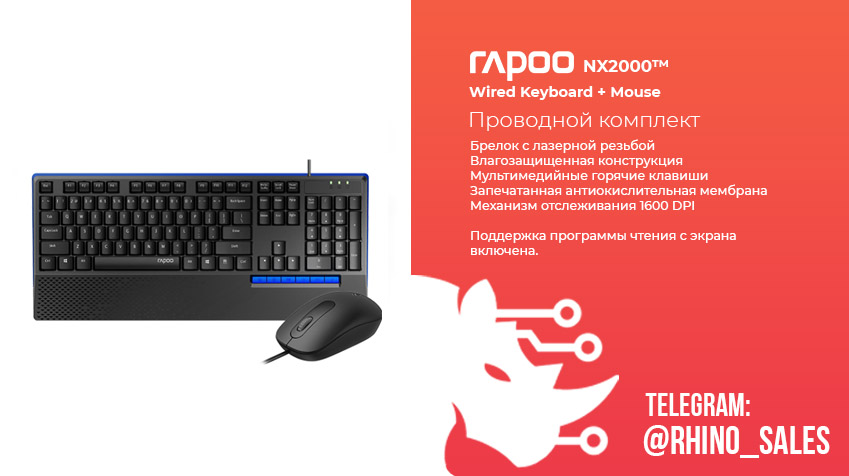 rapoo NX2000™
Wired Keyboard + Mouse
Проводной комплект
Брелок с лазерной резьбой
Влагозащищенная конструкция
Мультимедийные горячие клавиши
Запечатанная антиокислительная мембрана
Механизм отслеживания 1600 DPI
Поддержка программы чтения с экрана
включена.
rapoo
TELEGRAM:
@RHINO_SALES